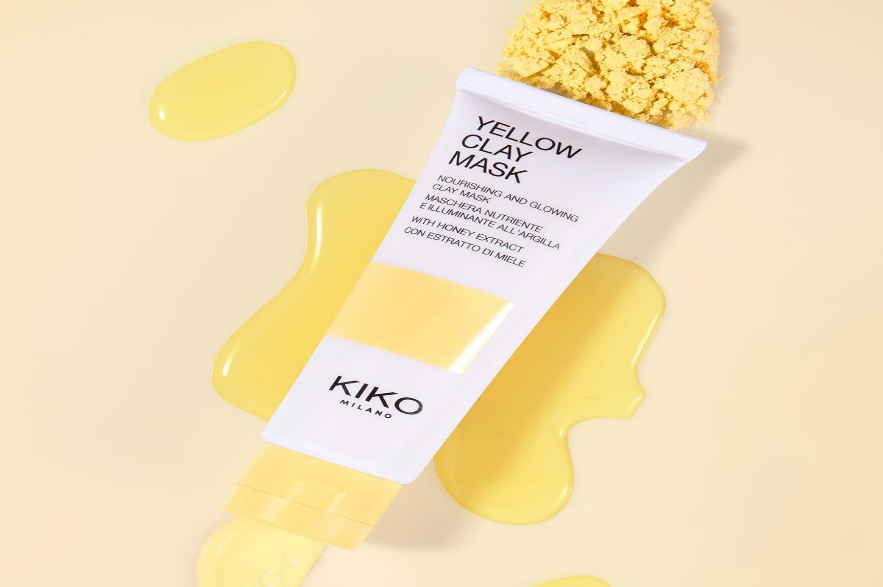 YELLOW
CLAY
MASK
NOURISHING AND GLOWING
CLAY MASK
MASCHERA NUTRIENTE
E ILLUMINANTE ALL'ARGILLA
WITH HONEY EXTRACT
CON ESTRATTO DI MIELE
KIKO
MILANO